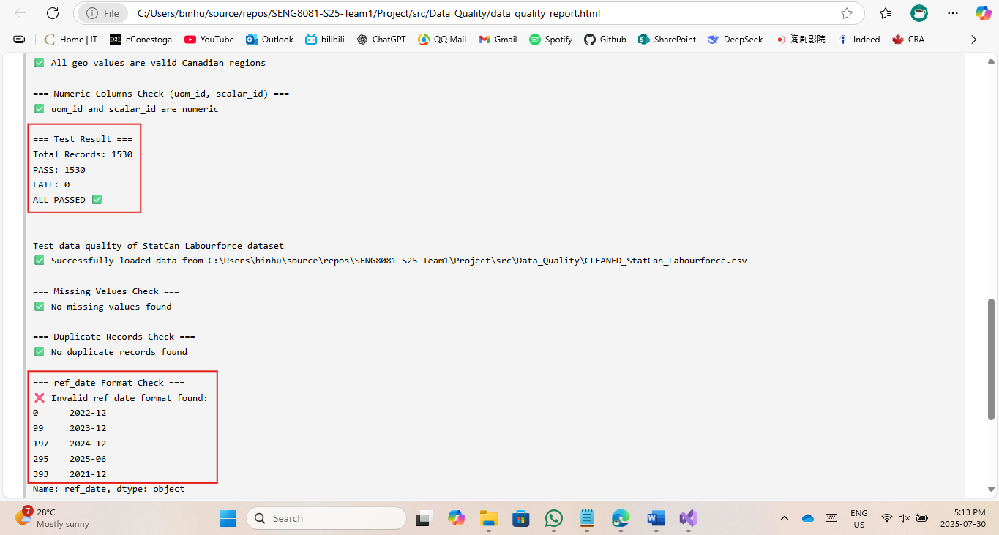 File
C:/Users/binhu/source/repos/SENG8081-S25-Team1/Project/src/Data_Quality/data_quality_report.html
Home | IT
D2L
eConestoga
YouTube
Outlook
bilibili
ChatGPT
QQ Mail
Gmail
Spotify
Github
SharePoint
DeepSeek
淘剧影院
Indeed
CRA
✅ All geo values are valid Canadian regions
=== Numeric Columns Check (uom_id, scalar_id) ===
✅ uom_id and scalar_id are numeric
=== Test Result ===
Total Records: 1530
PASS: 1530
FAIL: 0
ALL PASSED ✅
Test data quality of StatCan Labourforce dataset
✅ Successfully loaded data from C:\Users\binhu\source\repos\SENG8081-S25-Team1\Project\src\Data_Quality\CLEANED_StatCan_Labourforce.csv
=== Missing Values Check ===
✅ No missing values found
=== Duplicate Records Check ===
✅ No duplicate records found
=== ref_date Format Check ===
❌ Invalid ref_date format found:
0 2022-12
99 2023-12
197 2024-12
295 2025-06
393 2021-12
Name: ref_date, dtype: object
7
28°C
Mostly sunny
Search
ENG
US
5:13 PM
2025-07-30